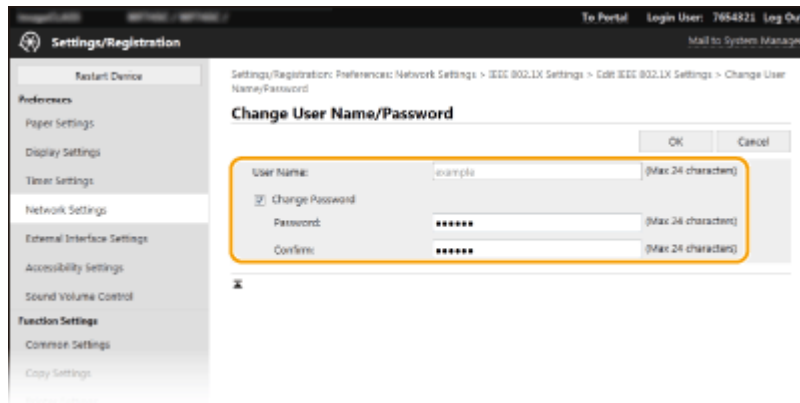 To Portal Login User: 7654321 Log Ou
Settings/Registration
Mail to System Manage
Restart Device
Settings/Registration: Preferences: Network Settings > IEEE 802.1X Settings > Edit IEEE 802.1X Settings > Change User
Name/Password
Preferences
Change User Name/Password
Paper Settings
OK Cancel
Display Settings
User Name: example (Max 24 characters)
Timer Settings
Change Password
Network Settings
Password: •••••• (Max 24 characters)
External Interface Settings
Confirm: •••••• (Max 24 characters)
Accessibility Settings
Sound Volume Control
Function Settings
Common Settings
Copy Settings